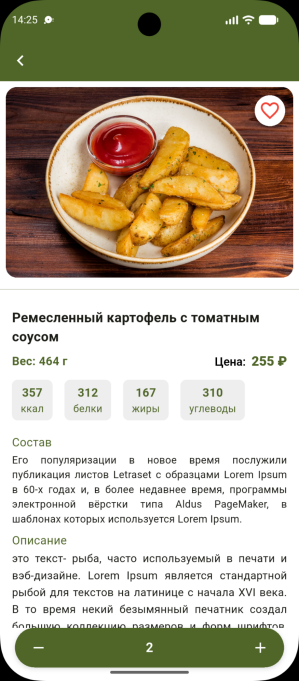 14:25
Ремесленный картофель с томатным
соусом
Вес: 464 г
Цена: 255 ₽
357 312 167 310
ккал белки жиры углеводы
Состав
Его популяризации в новое время послужили
публикация листов Letraset с образцами Lorem Ipsum
в 60-х годах и, в более недавнее время, программы
электронной вёрстки типа Aldus PageMaker, в
шаблонах которых используется Lorem Ipsum.
Описание
это текст- рыба, часто используемый в печати и
вэб-дизайне. Lorem Ipsum является стандартной
рыбой для текстов на латинице с начала XVI века.
В то время некий безымянный печатник создал
большую коллекцию размеров и форм шрифтов,
− 2 +